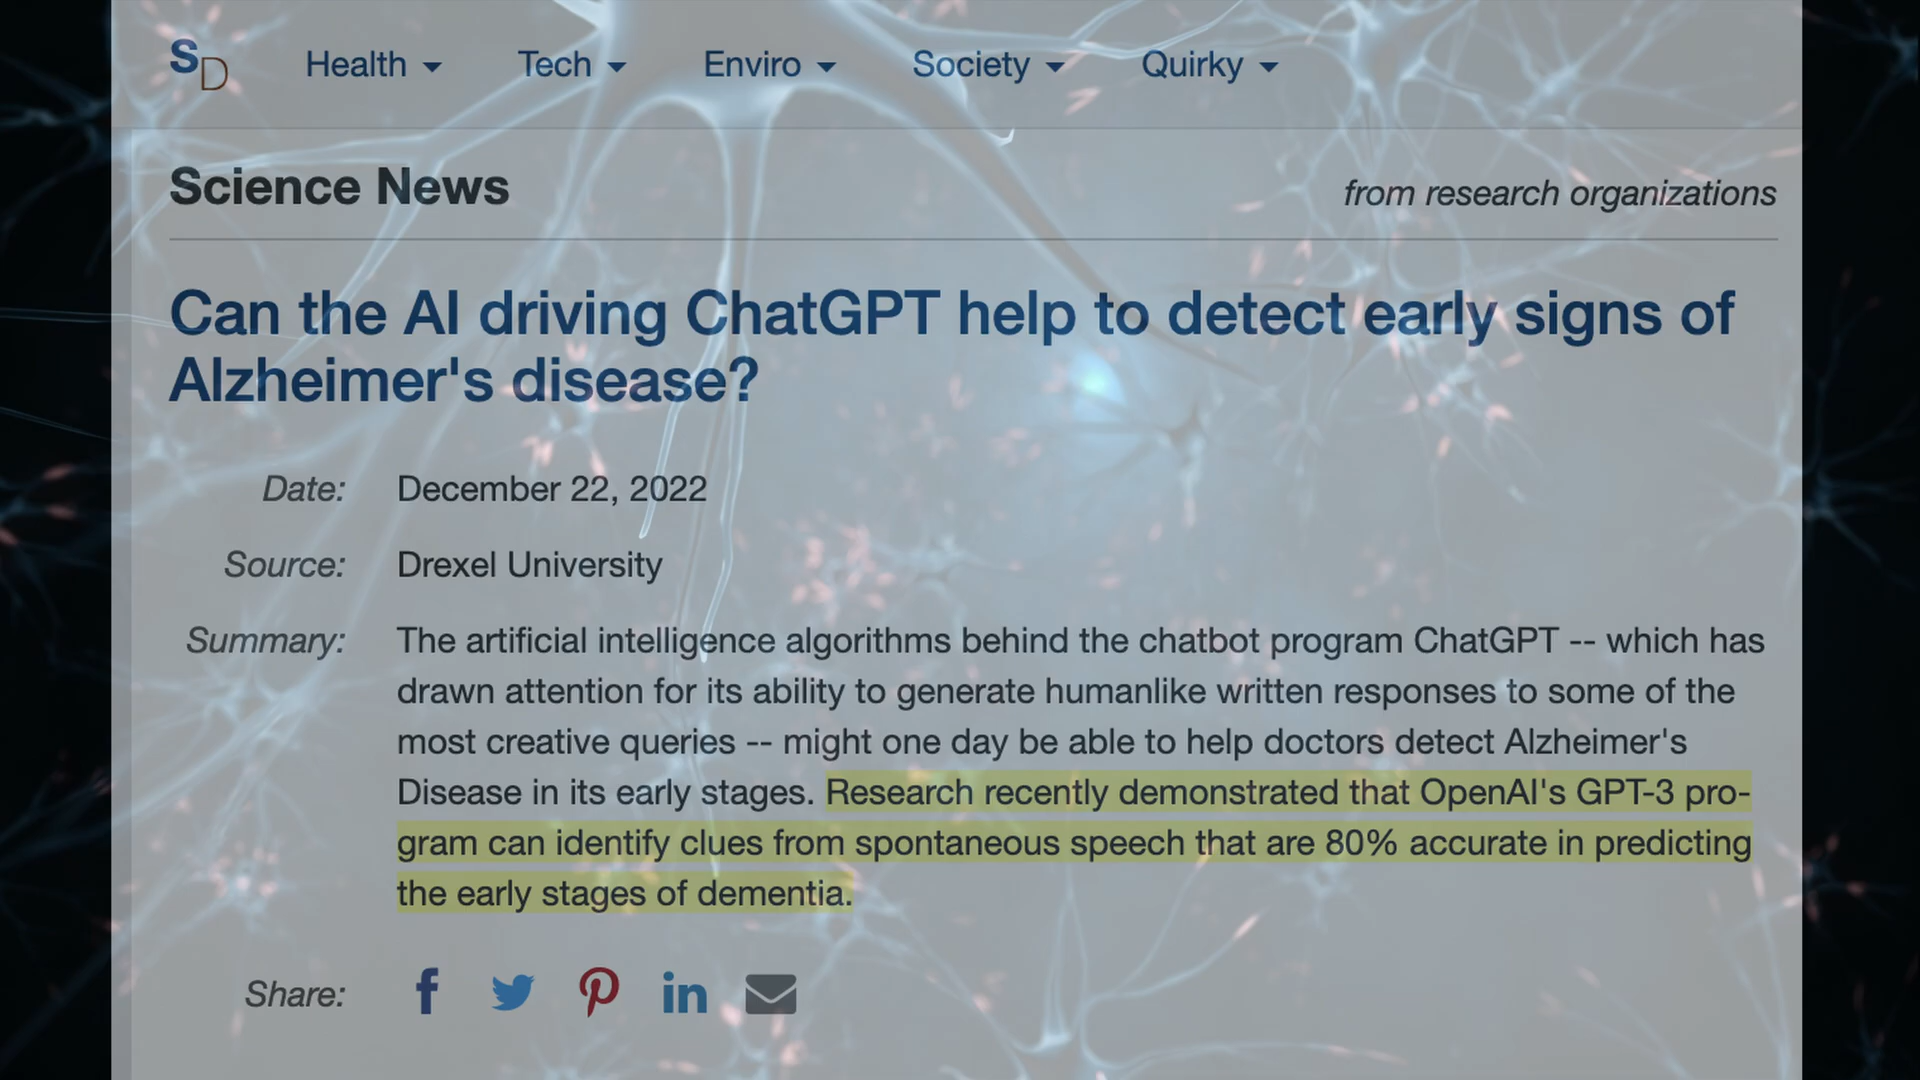 SD Health Tech Enviro Society Quirky
Science News from research organizations
Can the AI driving ChatGPT help to detect early signs of
Alzheimer's disease?
Date: December 22, 2022
Source: Drexel University
Summary: The artificial intelligence algorithms behind the chatbot program ChatGPT -- which has
drawn attention for its ability to generate humanlike written responses to some of the
most creative queries -- might one day be able to help doctors detect Alzheimer's
Disease in its early stages. Research recently demonstrated that OpenAI's GPT-3 pro-
gram can identify clues from spontaneous speech that are 80% accurate in predicting
the early stages of dementia.
Share: f in